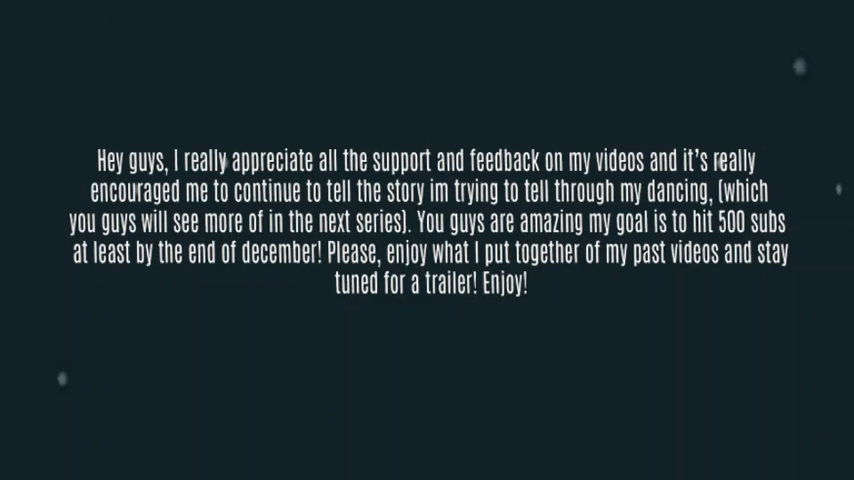 Hey guys, I really appreciate all the support and feedback on my videos and it's really
encouraged me to continue to tell the story im trying to tell through my dancing, (which
you guys will see more of in the next series). You guys are amazing my goal is to hit 500 subs
at least by the end of december! Please, enjoy what I put together of my past videos and stay
tuned for a trailer! Enjoy!